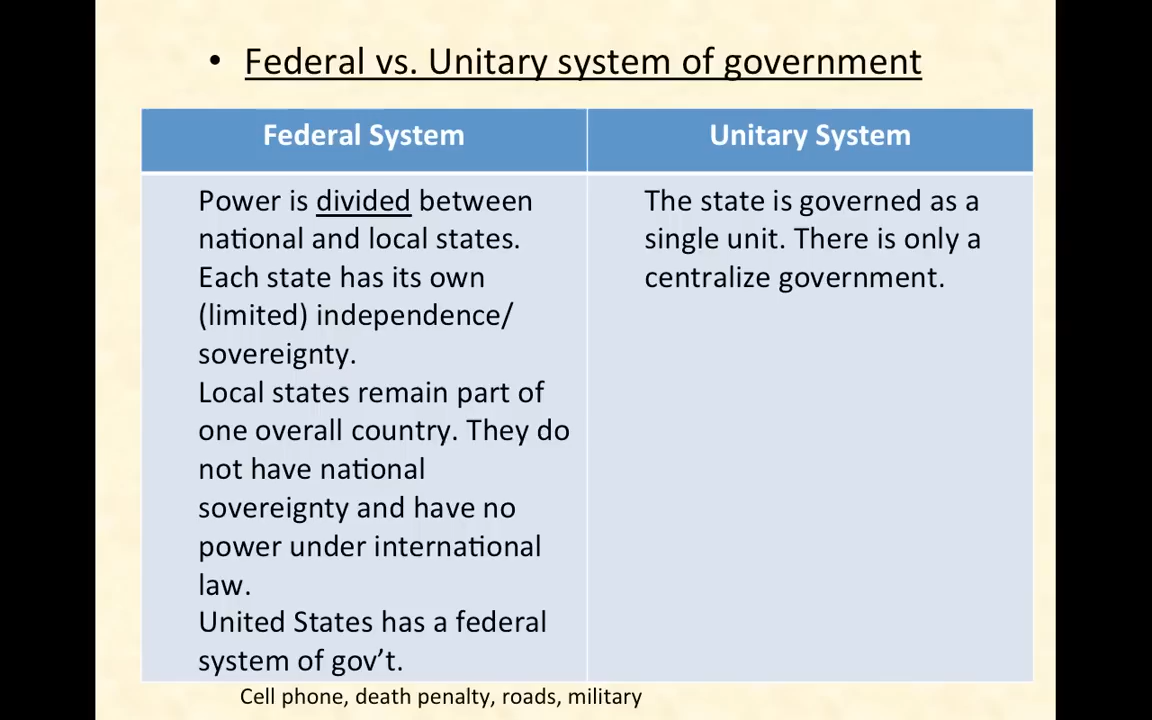 • Federal vs. Unitary system of government
Federal System
Unitary System
Power is divided between
national and local states.
Each state has its own
(limited) independence/
sovereignty.
Local states remain part of
one overall country. They do
not have national
sovereignty and have no
power under international
law.
United States has a federal
system of gov’t.
The state is governed as a
single unit. There is only a
centralize government.
Cell phone, death penalty, roads, military